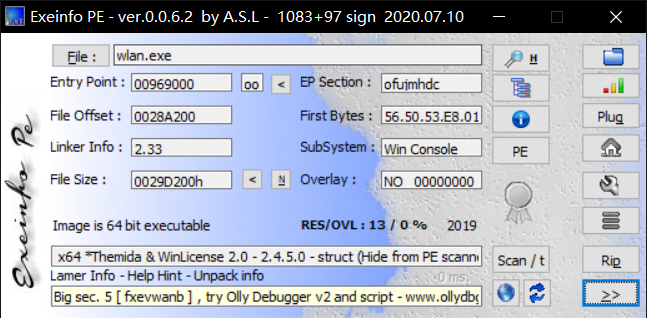 Exeinfo PE - ver.0.0.6.2 by A.S.L - 1083+97 sign 2020.07.10
File : wlan.exe H
Entry Point : 00969000 oo < EP Section : ofujmhdc
File Offset : 0028A200 First Bytes : 56.50.53.E8.01 Plug
Linker Info : 2.33 SubSystem : Win Console PE
File Size : 0029D200h < N Overlay : NO 00000000
Image is 64 bit executable RES/OVL : 13 / 0 % 2019
x64 *Themida & WinLicense 2.0 - 2.4.5.0 - struct (Hide from PE scann Scan / t Rip
Lamer Info - Help Hint - Unpack info 0 ms.
Big sec. 5 [ fxevwanb ] , try Olly Debugger v2 and script - www.ollydbg >>
Exeinfo Pe